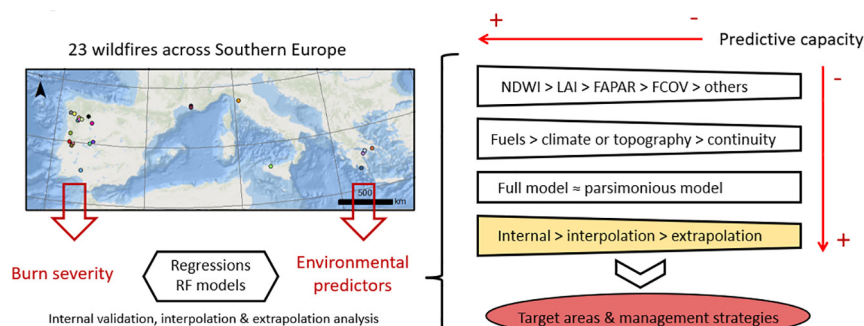 23 wildfires across Southern Europe
500
km
Burn severity
Regressions
RF models
Environmental
predictors
Internal validation, interpolation & extrapolation analysis
+ -
Predictive capacity
-
NDWI > LAI > FAPAR > FCOV > others
Fuels > climate or topography > continuity
Full model ≈ parsimonious model
Internal > interpolation > extrapolation
+
Target areas & management strategies